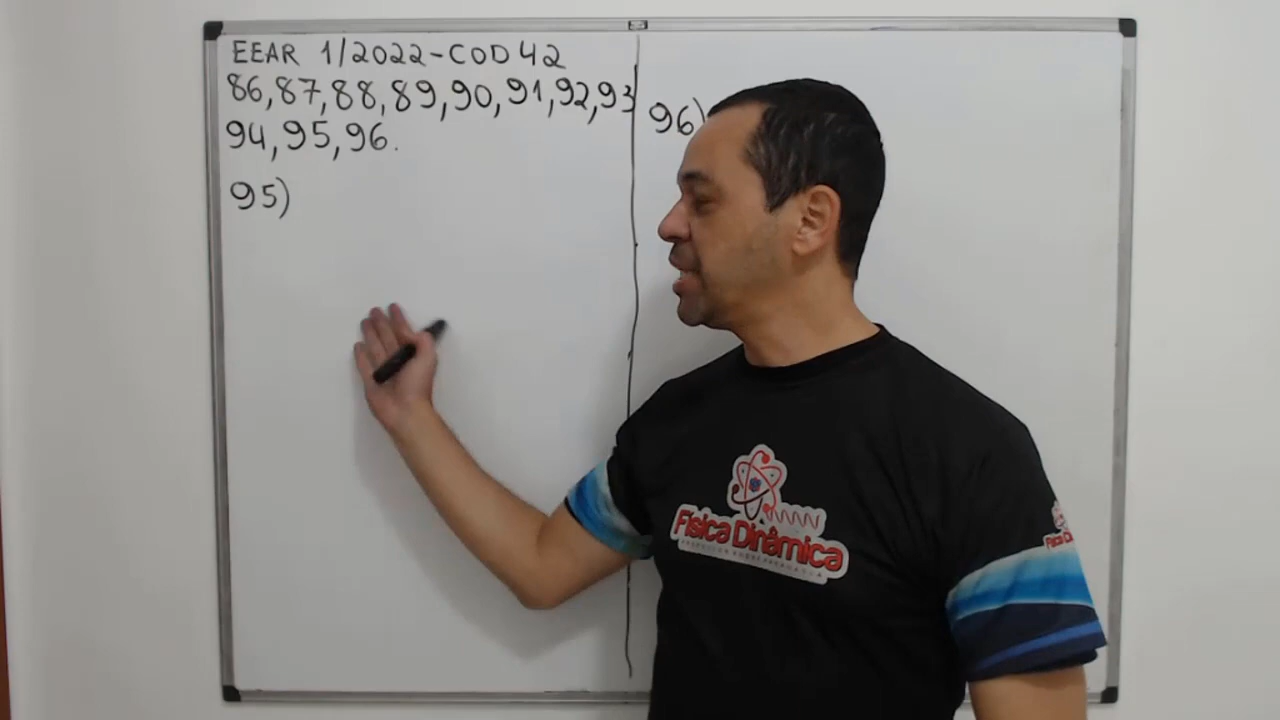 EEAR 1/2022-COD 42
86,87,88,89,90,91,92,93
94,95,96.
95)
96)
Física Dinâmica